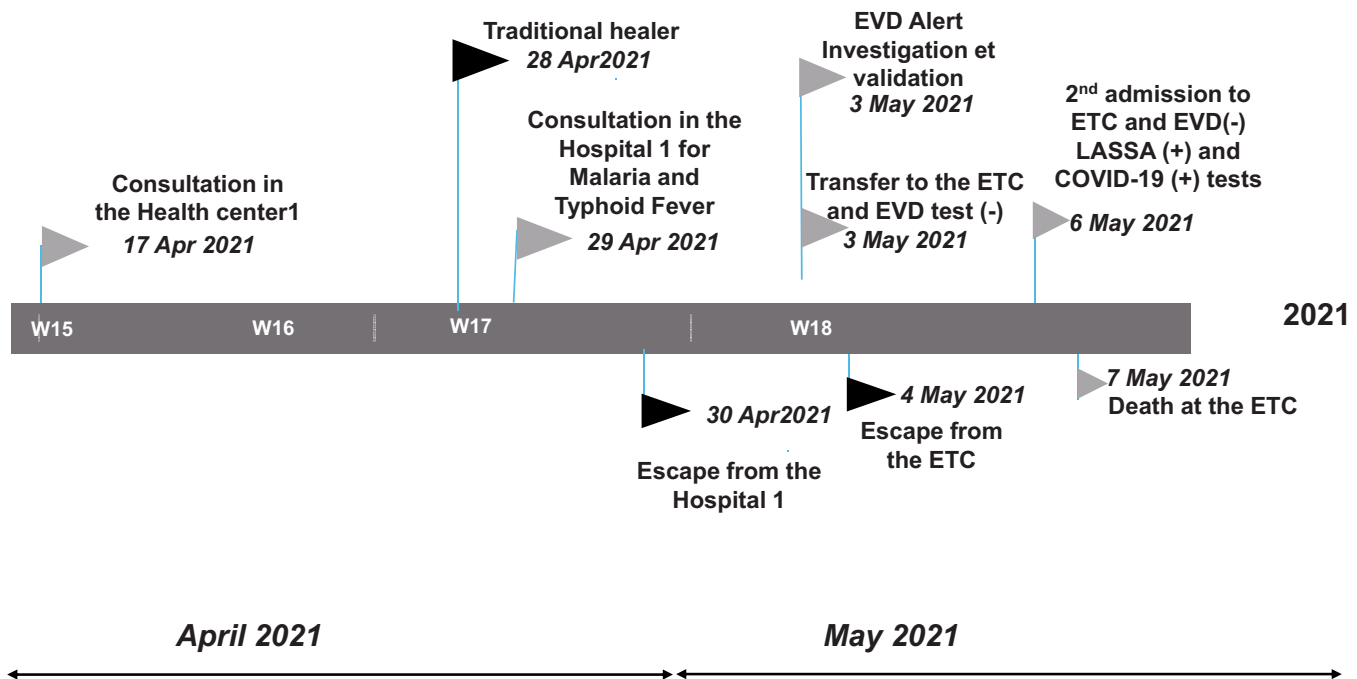 Traditional healer
28 Apr2021
EVD Alert
Investigation et
validation
3 May 2021
2nd admission to
ETC and EVD(-)
LASSA (+) and
COVID-19 (+) tests
6 May 2021
Consultation in the
Hospital 1 for
Malaria and
Typhoid Fever
29 Apr 2021
Consultation in
the Health center1
17 Apr 2021
Transfer to the ETC
and EVD test (-)
3 May 2021
W15
W16
W17
W18
2021
30 Apr2021
Escape from the
Hospital 1
4 May 2021
Escape from
the ETC
7 May 2021
Death at the ETC
April 2021
May 2021